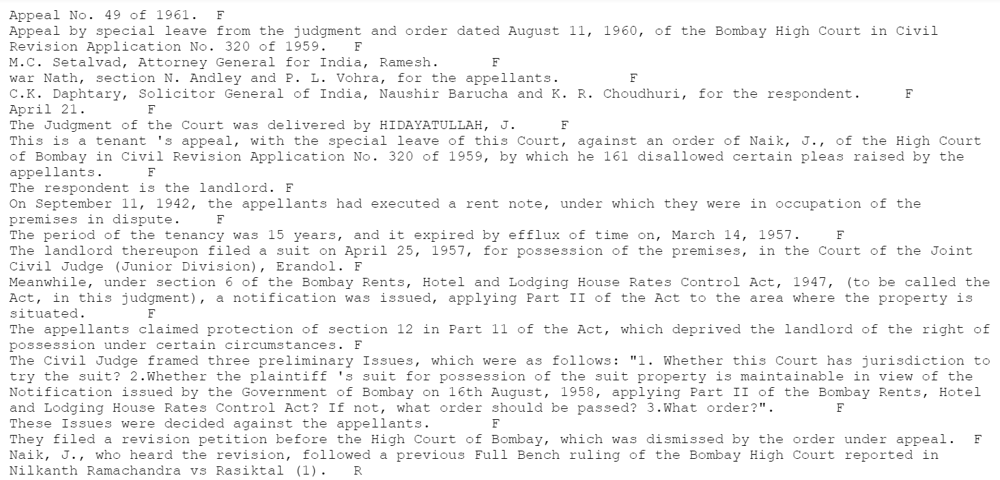 Appeal No. 49 of 1961. F
Appeal by special leave from the judgment and order dated August 11, 1960, of the Bombay High Court in Civil
Revision Application No. 320 of 1959. F
M.C. Setalvad, Attorney General for India, Ramesh. F
war Nath, section N. Andley and P. L. Vohra, for the appellants. F
C.K. Daphtary, Solicitor General of India, Naushir Barucha and K. R. Choudhuri, for the respondent. F
April 21. F
The Judgment of the Court was delivered by HIDAYATULLAH, J. F
This is a tenant 's appeal, with the special leave of this Court, against an order of Naik, J., of the High Court
of Bombay in Civil Revision Application No. 320 of 1959, by which he 161 disallowed certain pleas raised by the
appellants. F
The respondent is the landlord. F
On September 11, 1942, the appellants had executed a rent note, under which they were in occupation of the
premises in dispute. F
The period of the tenancy was 15 years, and it expired by efflux of time on, March 14, 1957. F
The landlord thereupon filed a suit on April 25, 1957, for possession of the premises, in the Court of the Joint
Civil Judge (Junior Division), Erandol. F
Meanwhile, under section 6 of the Bombay Rents, Hotel and Lodging House Rates Control Act, 1947, (to be called the
Act, in this judgment), a notification was issued, applying Part II of the Act to the area where the property is
situated. F
The appellants claimed protection of section 12 in Part 11 of the Act, which deprived the landlord of the right of
possession under certain circumstances. F
The Civil Judge framed three preliminary Issues, which were as follows: "1. Whether this Court has jurisdiction to
try the suit? 2.Whether the plaintiff 's suit for possession of the suit property is maintainable in view of the
Notification issued by the Government of Bombay on 16th August, 1958, applying Part II of the Bombay Rents, Hotel
and Lodging House Rates Control Act? If not, what order should be passed? 3.What order?". F
These Issues were decided against the appellants. F
They filed a revision petition before the High Court of Bombay, which was dismissed by the order under appeal. F
Naik, J., who heard the revision, followed a previous Full Bench ruling of the Bombay High Court reported in
Nilkanth Ramachandra vs Rasiktal (1). R